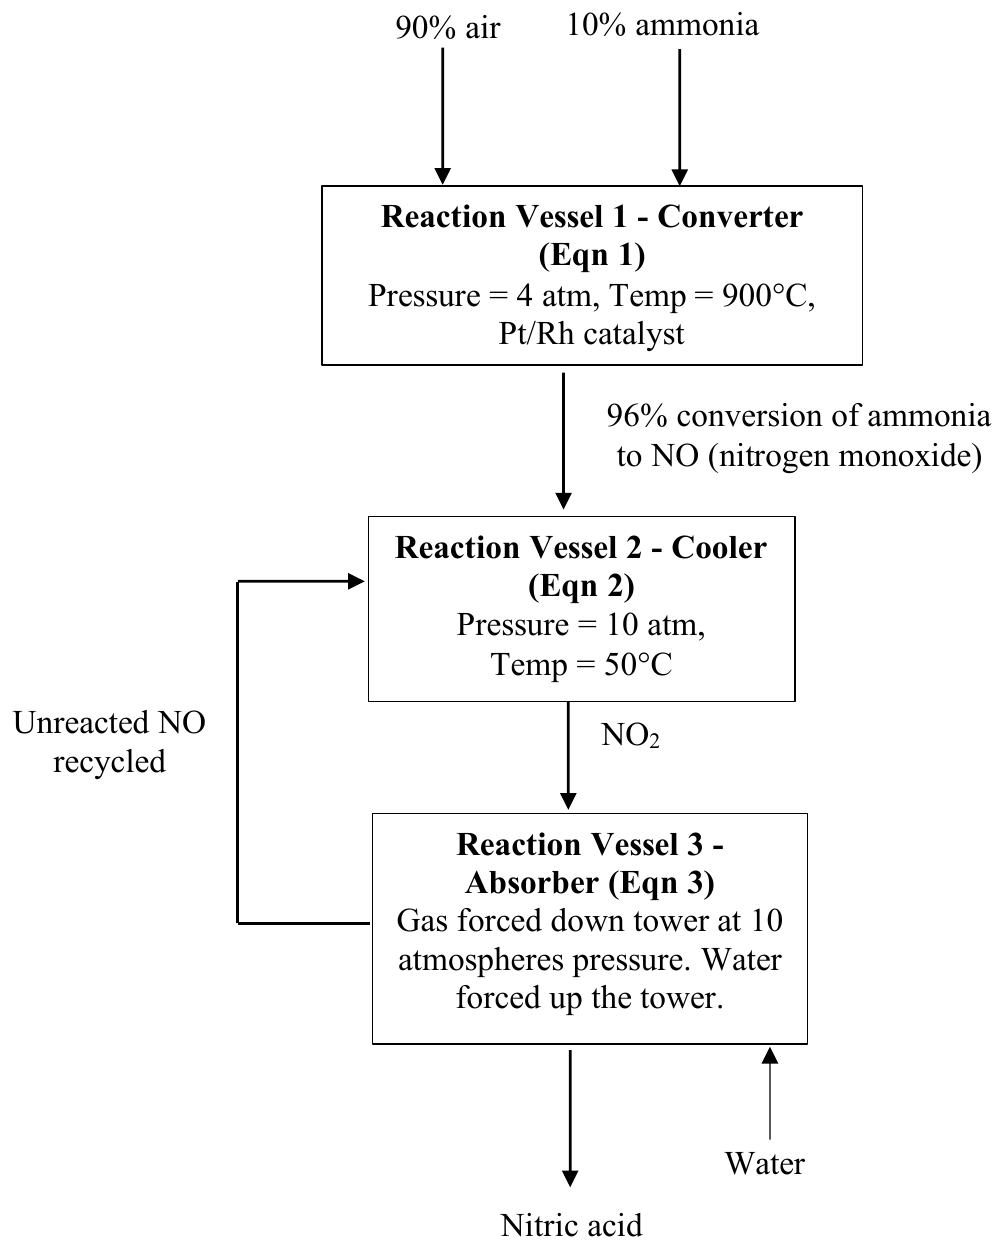 90% air
10% ammonia
Reaction Vessel 1 - Converter
(Eqn 1)
Pressure = 4 atm, Temp = 900°C,
Pt/Rh catalyst
96% conversion of ammonia
to NO (nitrogen monoxide)
Reaction Vessel 2 - Cooler
(Eqn 2)
Pressure = 10 atm,
Temp = 50°C
Unreacted NO
recycled
NO₂
Reaction Vessel 3 -
Absorber (Eqn 3)
Gas forced down tower at 10
atmospheres pressure. Water
forced up the tower.
Water
Nitric acid